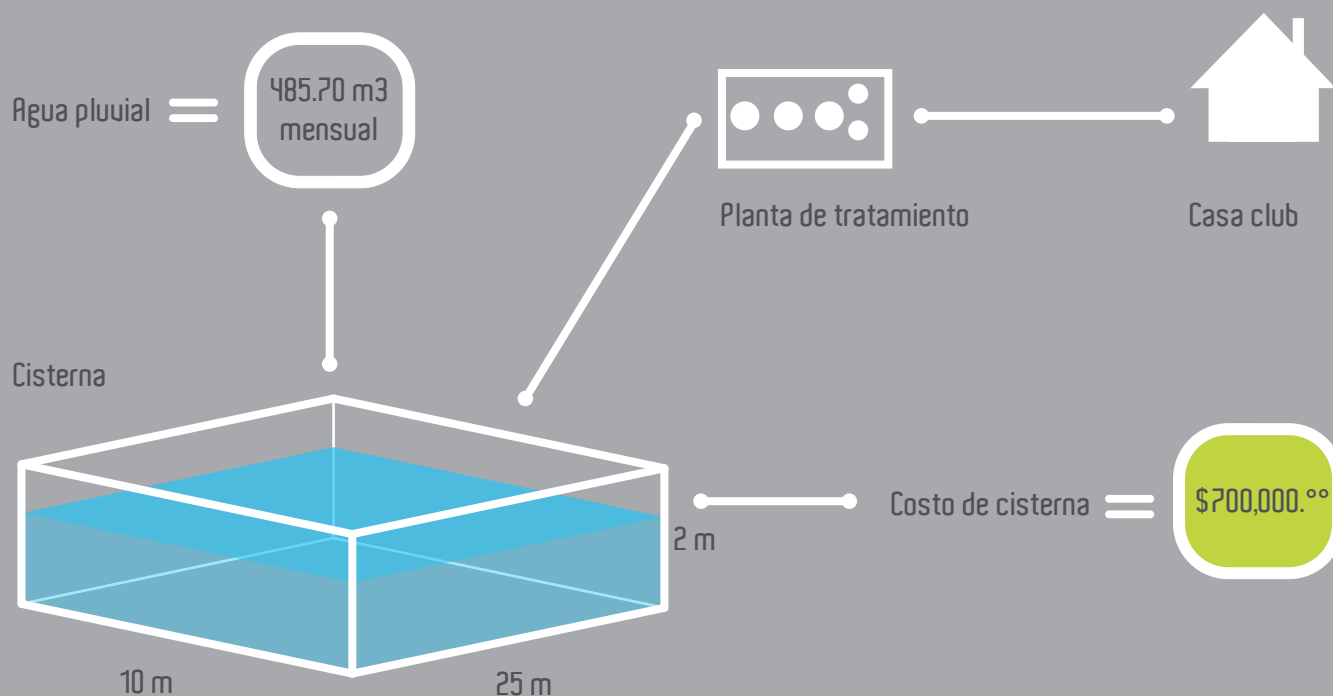 Agua pluvial
485.70 m3
mensual
Planta de tratamiento
Casa club
Cisterna
2 m
Costo de cisterna
$700,000.°°
10 m
25 m